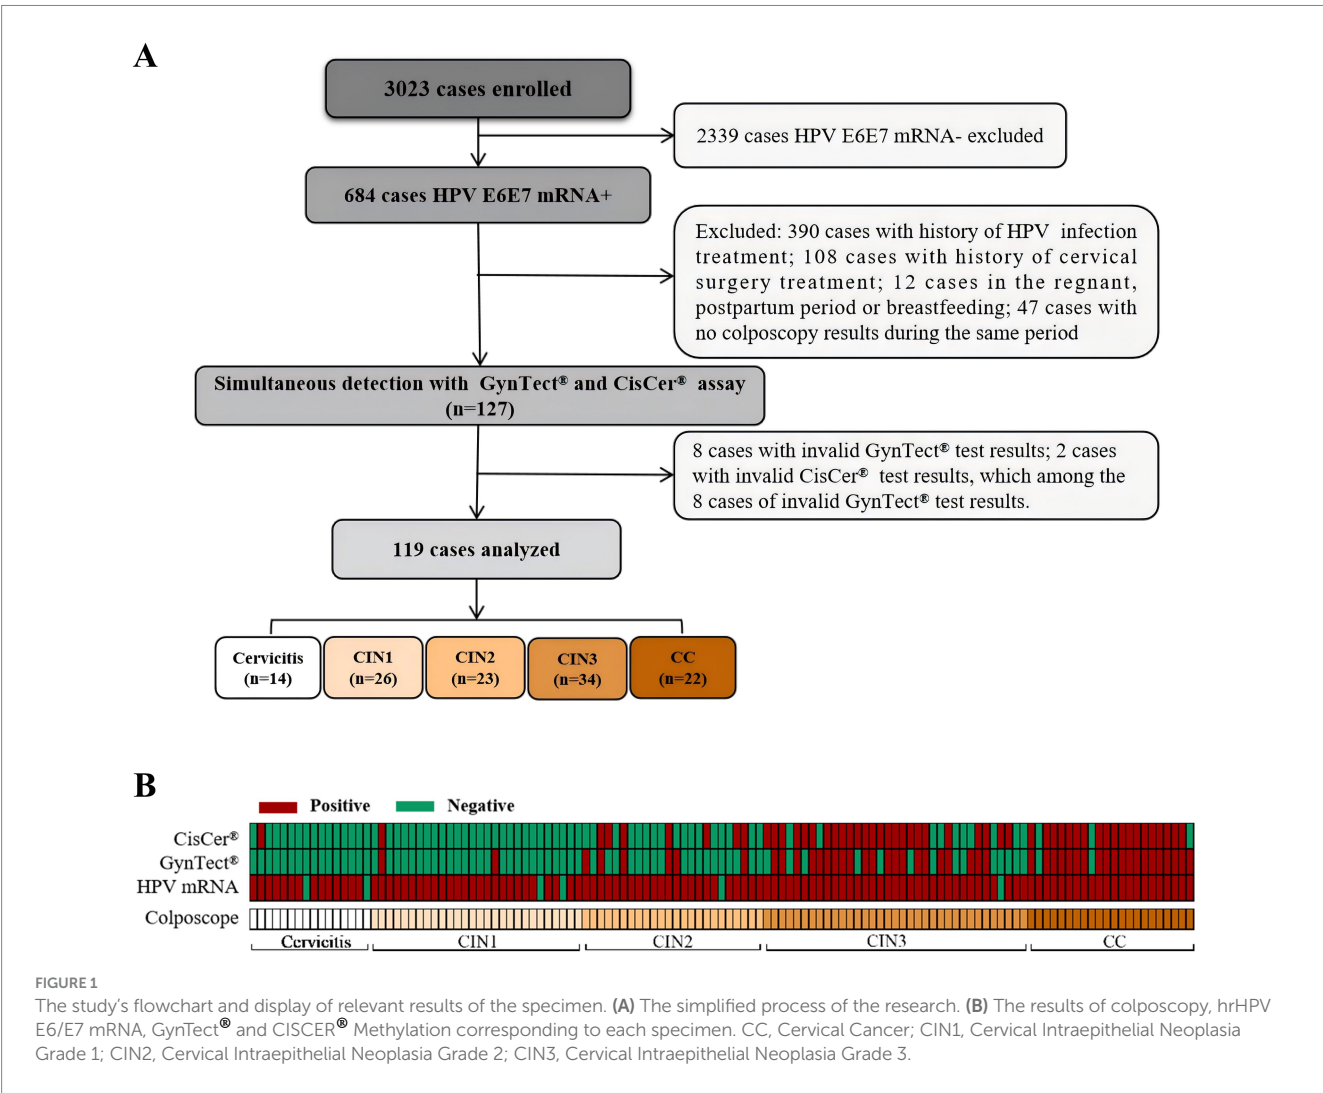 A
3023 cases enrolled
2339 cases HPV E6E7 mRNA- excluded
684 cases HPV E6E7 mRNA+
Excluded: 390 cases with history of HPV infection
treatment; 108 cases with history of cervical
surgery treatment; 12 cases in the regnant,
postpartum period or breastfeeding; 47 cases with
no colposcopy results during the same period
Simultaneous detection with GynTect® and CisCer® assay
(n=127)
8 cases with invalid GynTect® test results; 2 cases
with invalid CisCer® test results, which among the
8 cases of invalid GynTect® test results.
119 cases analyzed
Cervicitis
(n=14)
CIN1
(n=26)
CIN2
(n=23)
CIN3
(n=34)
CC
(n=22)
B
Positive Negative
CisCer®
GynTect®
HPV mRNA
Colposcope
Cervicitis CIN1 CIN2 CIN3 CC
FIGURE 1
The study's flowchart and display of relevant results of the specimen. (A) The simplified process of the research. (B) The results of colposcopy, hrHPV
E6/E7 mRNA, GynTect® and CISCER® Methylation corresponding to each specimen. CC, Cervical Cancer; CIN1, Cervical Intraepithelial Neoplasia
Grade 1; CIN2, Cervical Intraepithelial Neoplasia Grade 2; CIN3, Cervical Intraepithelial Neoplasia Grade 3.